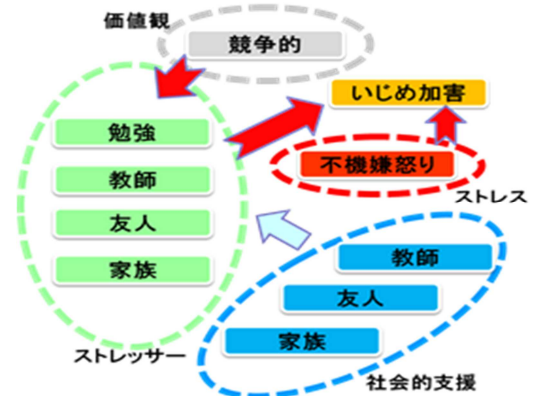 価値観
競争的
いじめ加害
勉強
教師
友人
家族
不機嫌怒り
ストレス
教師
友人
家族
ストレッサー
社会的支援